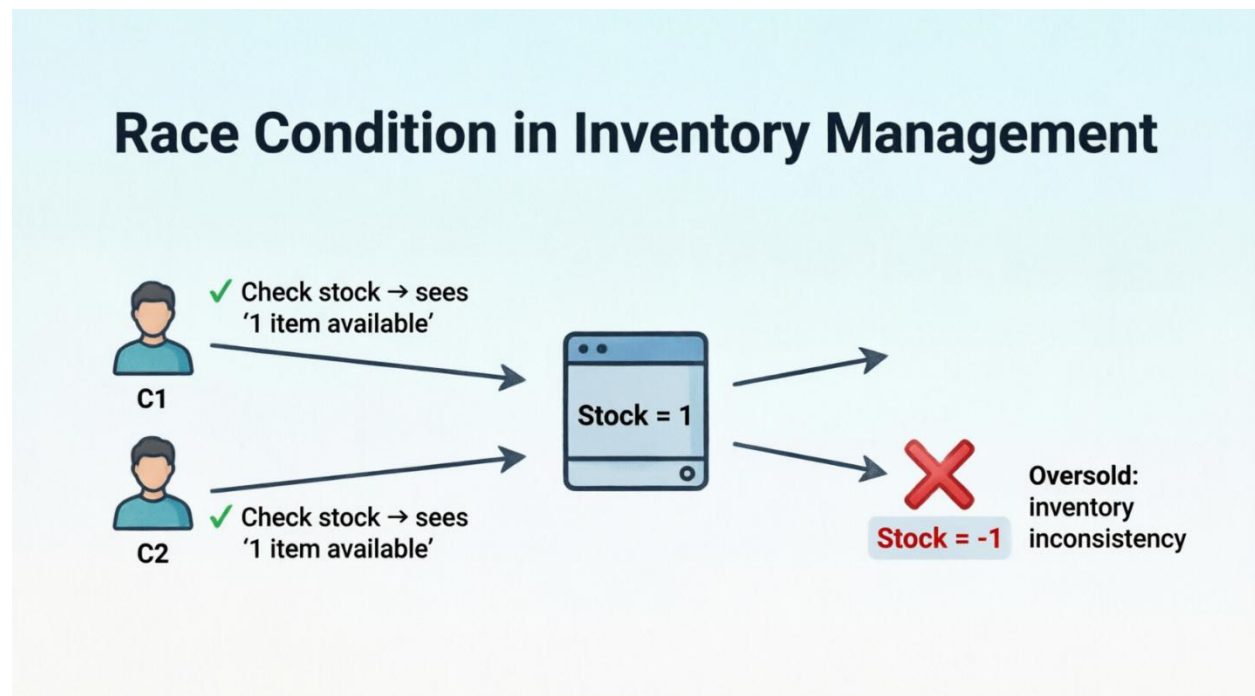 Race Condition in Inventory Management
✓ Check stock → sees
‘1 item available’
C1
Stock = 1
C2
✓ Check stock → sees
‘1 item available’
Stock = -1
Oversold:
inventory
inconsistency